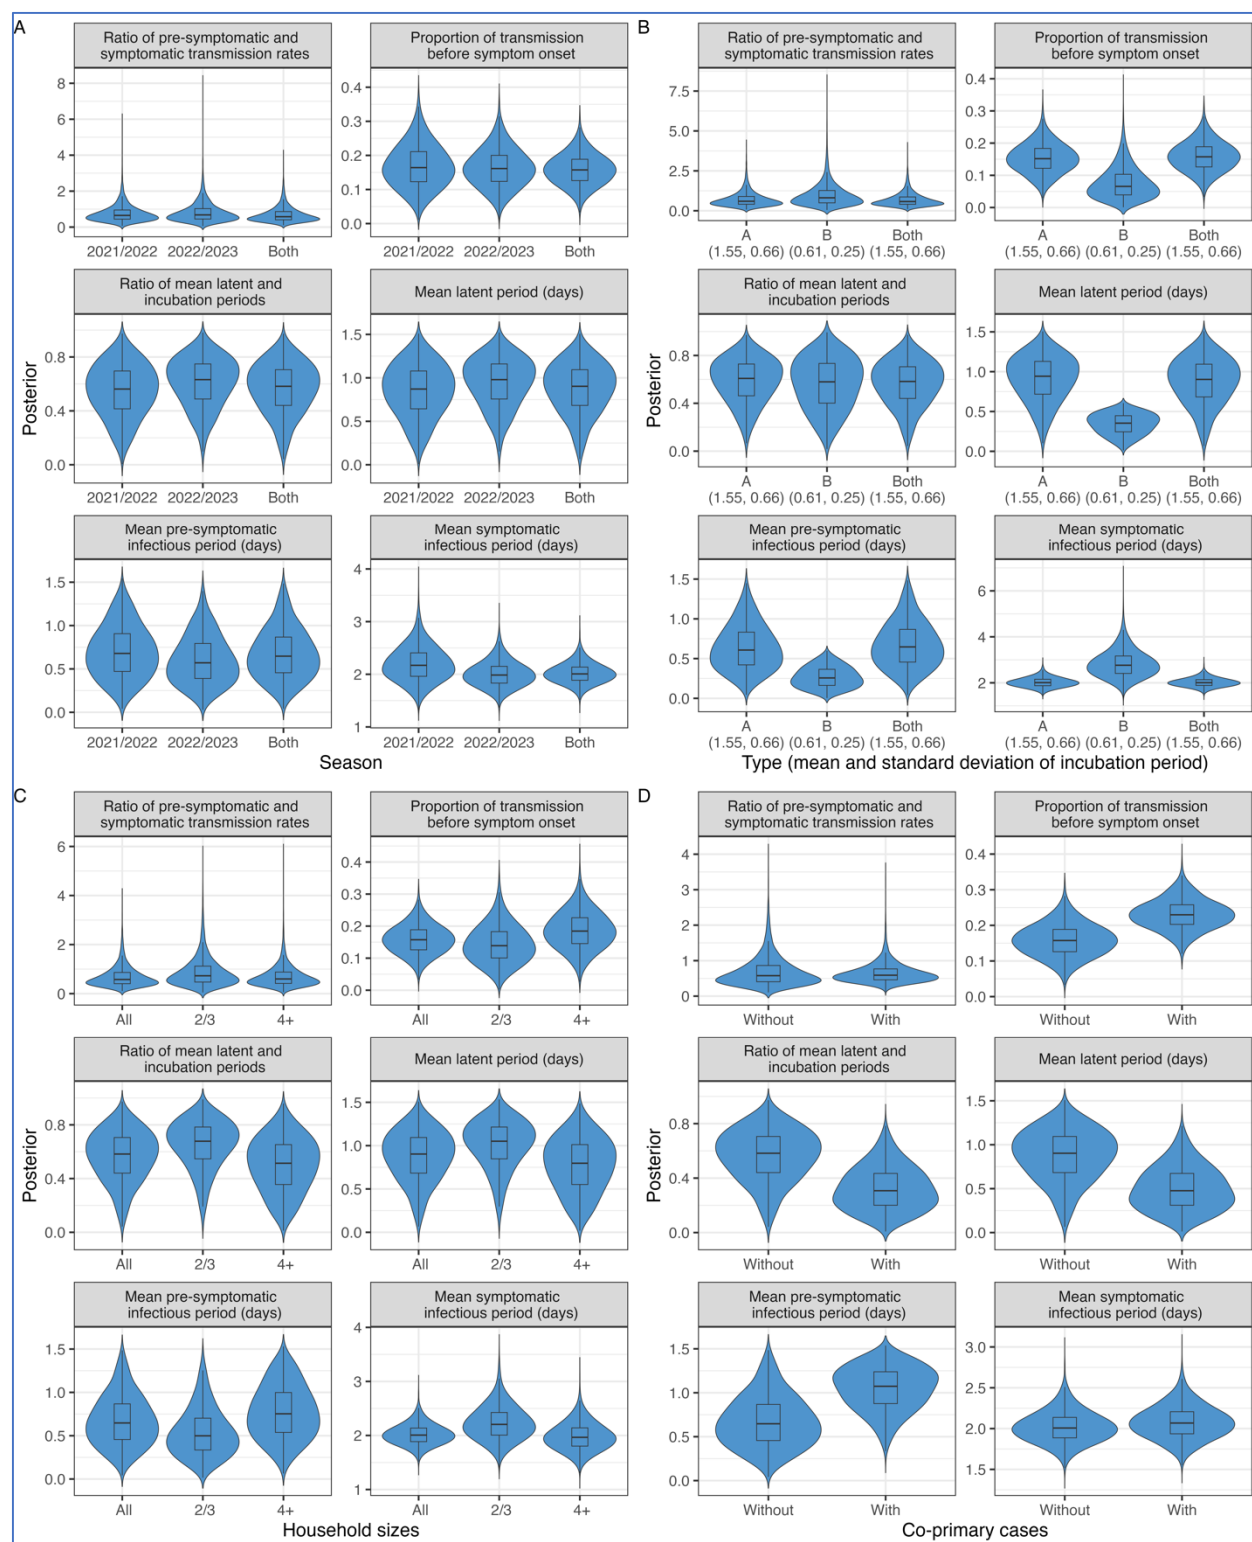 A
Ratio of pre-symptomatic and
symptomatic transmission rates
8
6
4
2
0
2021/2022 2022/2023 Both
Proportion of transmission
before symptom onset
0.4
0.3
0.2
0.1
0.0
2021/2022 2022/2023 Both
Ratio of mean latent and
incubation periods
0.8
0.4
0.0
2021/2022 2022/2023 Both
Mean latent period (days)
1.5
1.0
0.5
0.0
2021/2022 2022/2023 Both
Posterior
Mean pre-symptomatic
infectious period (days)
1.5
1.0
0.5
0.0
2021/2022 2022/2023 Both
Mean symptomatic
infectious period (days)
4
3
2
1
2021/2022 2022/2023 Both
Season
B
Ratio of pre-symptomatic and
symptomatic transmission rates
7.5
5.0
2.5
0.0
A B Both
(1.55, 0.66) (0.61, 0.25) (1.55, 0.66)
Proportion of transmission
before symptom onset
0.4
0.3
0.2
0.1
0.0
A B Both
(1.55, 0.66) (0.61, 0.25) (1.55, 0.66)
Ratio of mean latent and
incubation periods
0.8
0.4
0.0
A B Both
(1.55, 0.66) (0.61, 0.25) (1.55, 0.66)
Mean latent period (days)
1.5
1.0
0.5
0.0
A B Both
(1.55, 0.66) (0.61, 0.25) (1.55, 0.66)
Posterior
Mean pre-symptomatic
infectious period (days)
1.5
1.0
0.5
0.0
A B Both
(1.55, 0.66) (0.61, 0.25) (1.55, 0.66)
Mean symptomatic
infectious period (days)
6
4
2
A B Both
(1.55, 0.66) (0.61, 0.25) (1.55, 0.66)
Type (mean and standard deviation of incubation period)
C
Ratio of pre-symptomatic and
symptomatic transmission rates
6
4
2
0
All 2/3 4+
Proportion of transmission
before symptom onset
0.4
0.3
0.2
0.1
0.0
All 2/3 4+
Ratio of mean latent and
incubation periods
0.8
0.4
0.0
All 2/3 4+
Mean latent period (days)
1.5
1.0
0.5
0.0
All 2/3 4+
Posterior
Mean pre-symptomatic
infectious period (days)
1.5
1.0
0.5
0.0
All 2/3 4+
Mean symptomatic
infectious period (days)
4
3
2
1
All 2/3 4+
Household sizes
D
Ratio of pre-symptomatic and
symptomatic transmission rates
4
3
2
1
0
Without With
Proportion of transmission
before symptom onset
0.4
0.3
0.2
0.1
0.0
Without With
Ratio of mean latent and
incubation periods
0.8
0.4
0.0
Without With
Mean latent period (days)
1.5
1.0
0.5
0.0
Without With
Posterior
Mean pre-symptomatic
infectious period (days)
1.5
1.0
0.5
0.0
Without With
Mean symptomatic
infectious period (days)
3.0
2.5
2.0
1.5
Without With
Co-primary cases